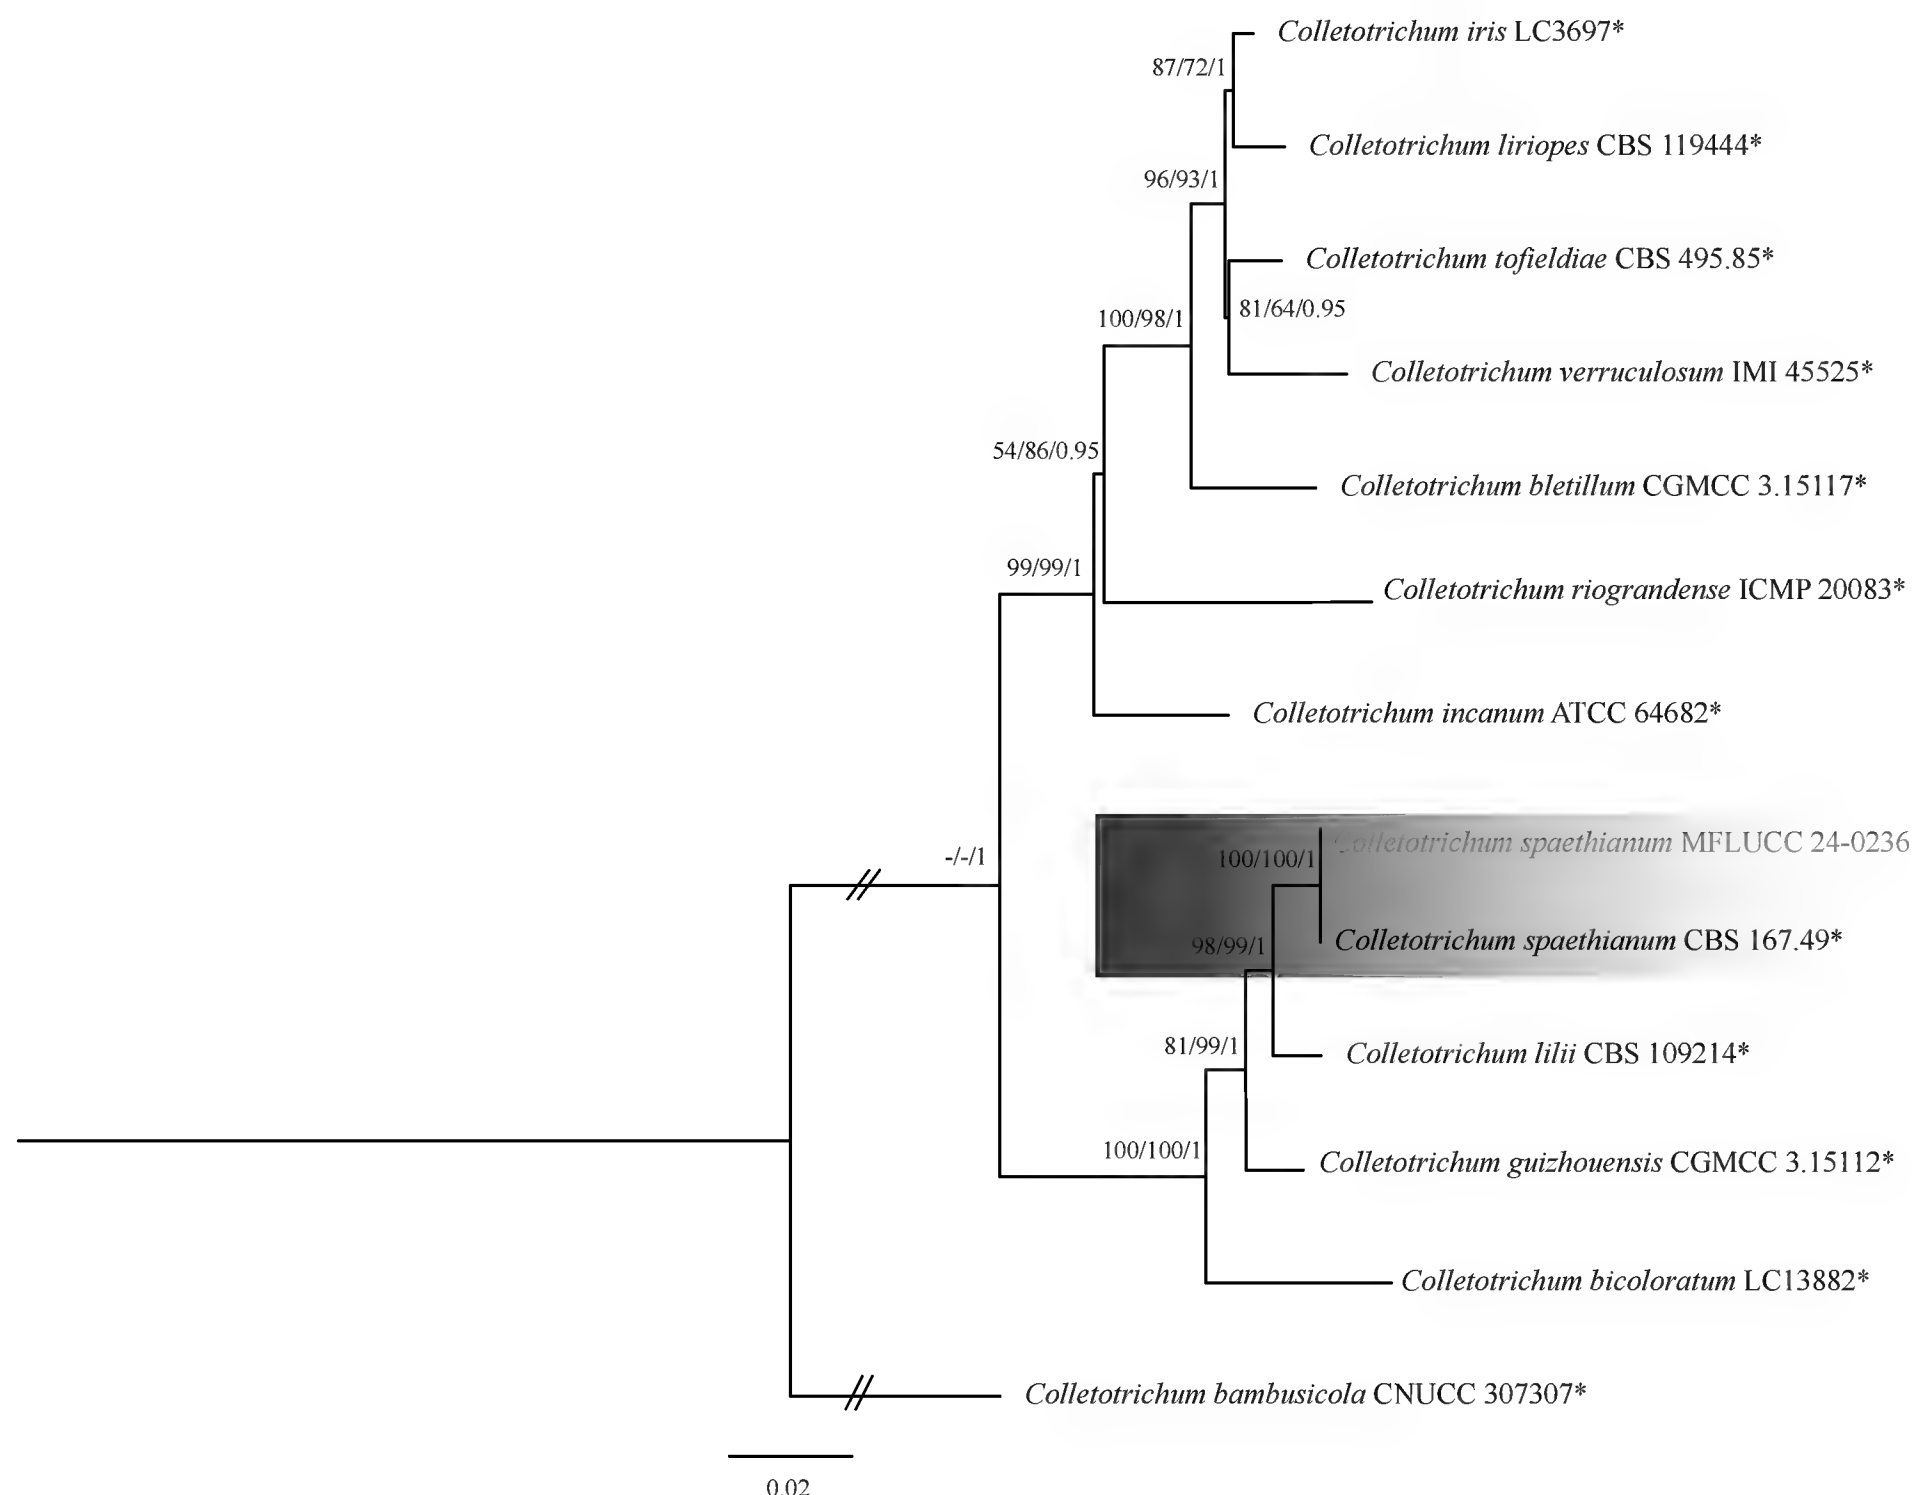 Colletotrichum iris LC3697*
87/72/1
Colletotrichum liriopes CBS 119444*
96/93/1
Colletotrichum tofieldiae CBS 495.85*
81/64/0.95
100/98/1
Colletotrichum verruculosum IMI 45525*
54/86/0.95
Colletotrichum bletillum CGMCC 3.15117*
99/99/1
Colletotrichum riograndense ICMP 20083*
Colletotrichum incanum ATCC 64682*
Colletotrichum spaethianum MFLUCC 24-0236
-/-/1
100/100/1
98/99/1
Colletotrichum spaethianum CBS 167.49*
81/99/1
Colletotrichum lilii CBS 109214*
100/100/1
Colletotrichum guizhouensis CGMCC 3.15112*
Colletotrichum bicoloratum LC13882*
Colletotrichum bambusicola CNUCC 307307*
0.02